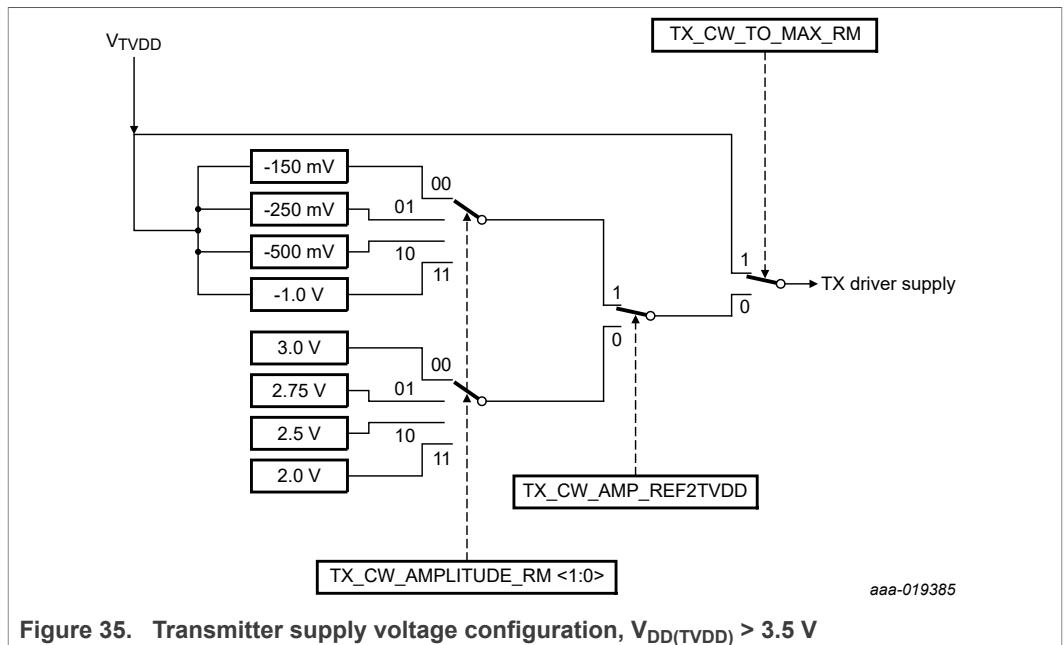 V_TVDD
TX_CW_TO_MAX_RM
-150 mV
-250 mV
-500 mV
-1.0 V
00
01
10
11
1
0
TX driver supply
1
0
3.0 V
2.75 V
2.5 V
2.0 V
00
01
10
11
TX_CW_AMP_REF2TVDD
TX_CW_AMPLITUDE_RM <1:0>
aaa-019385
Figure 35. Transmitter supply voltage configuration, V_DD(TVDD) > 3.5 V